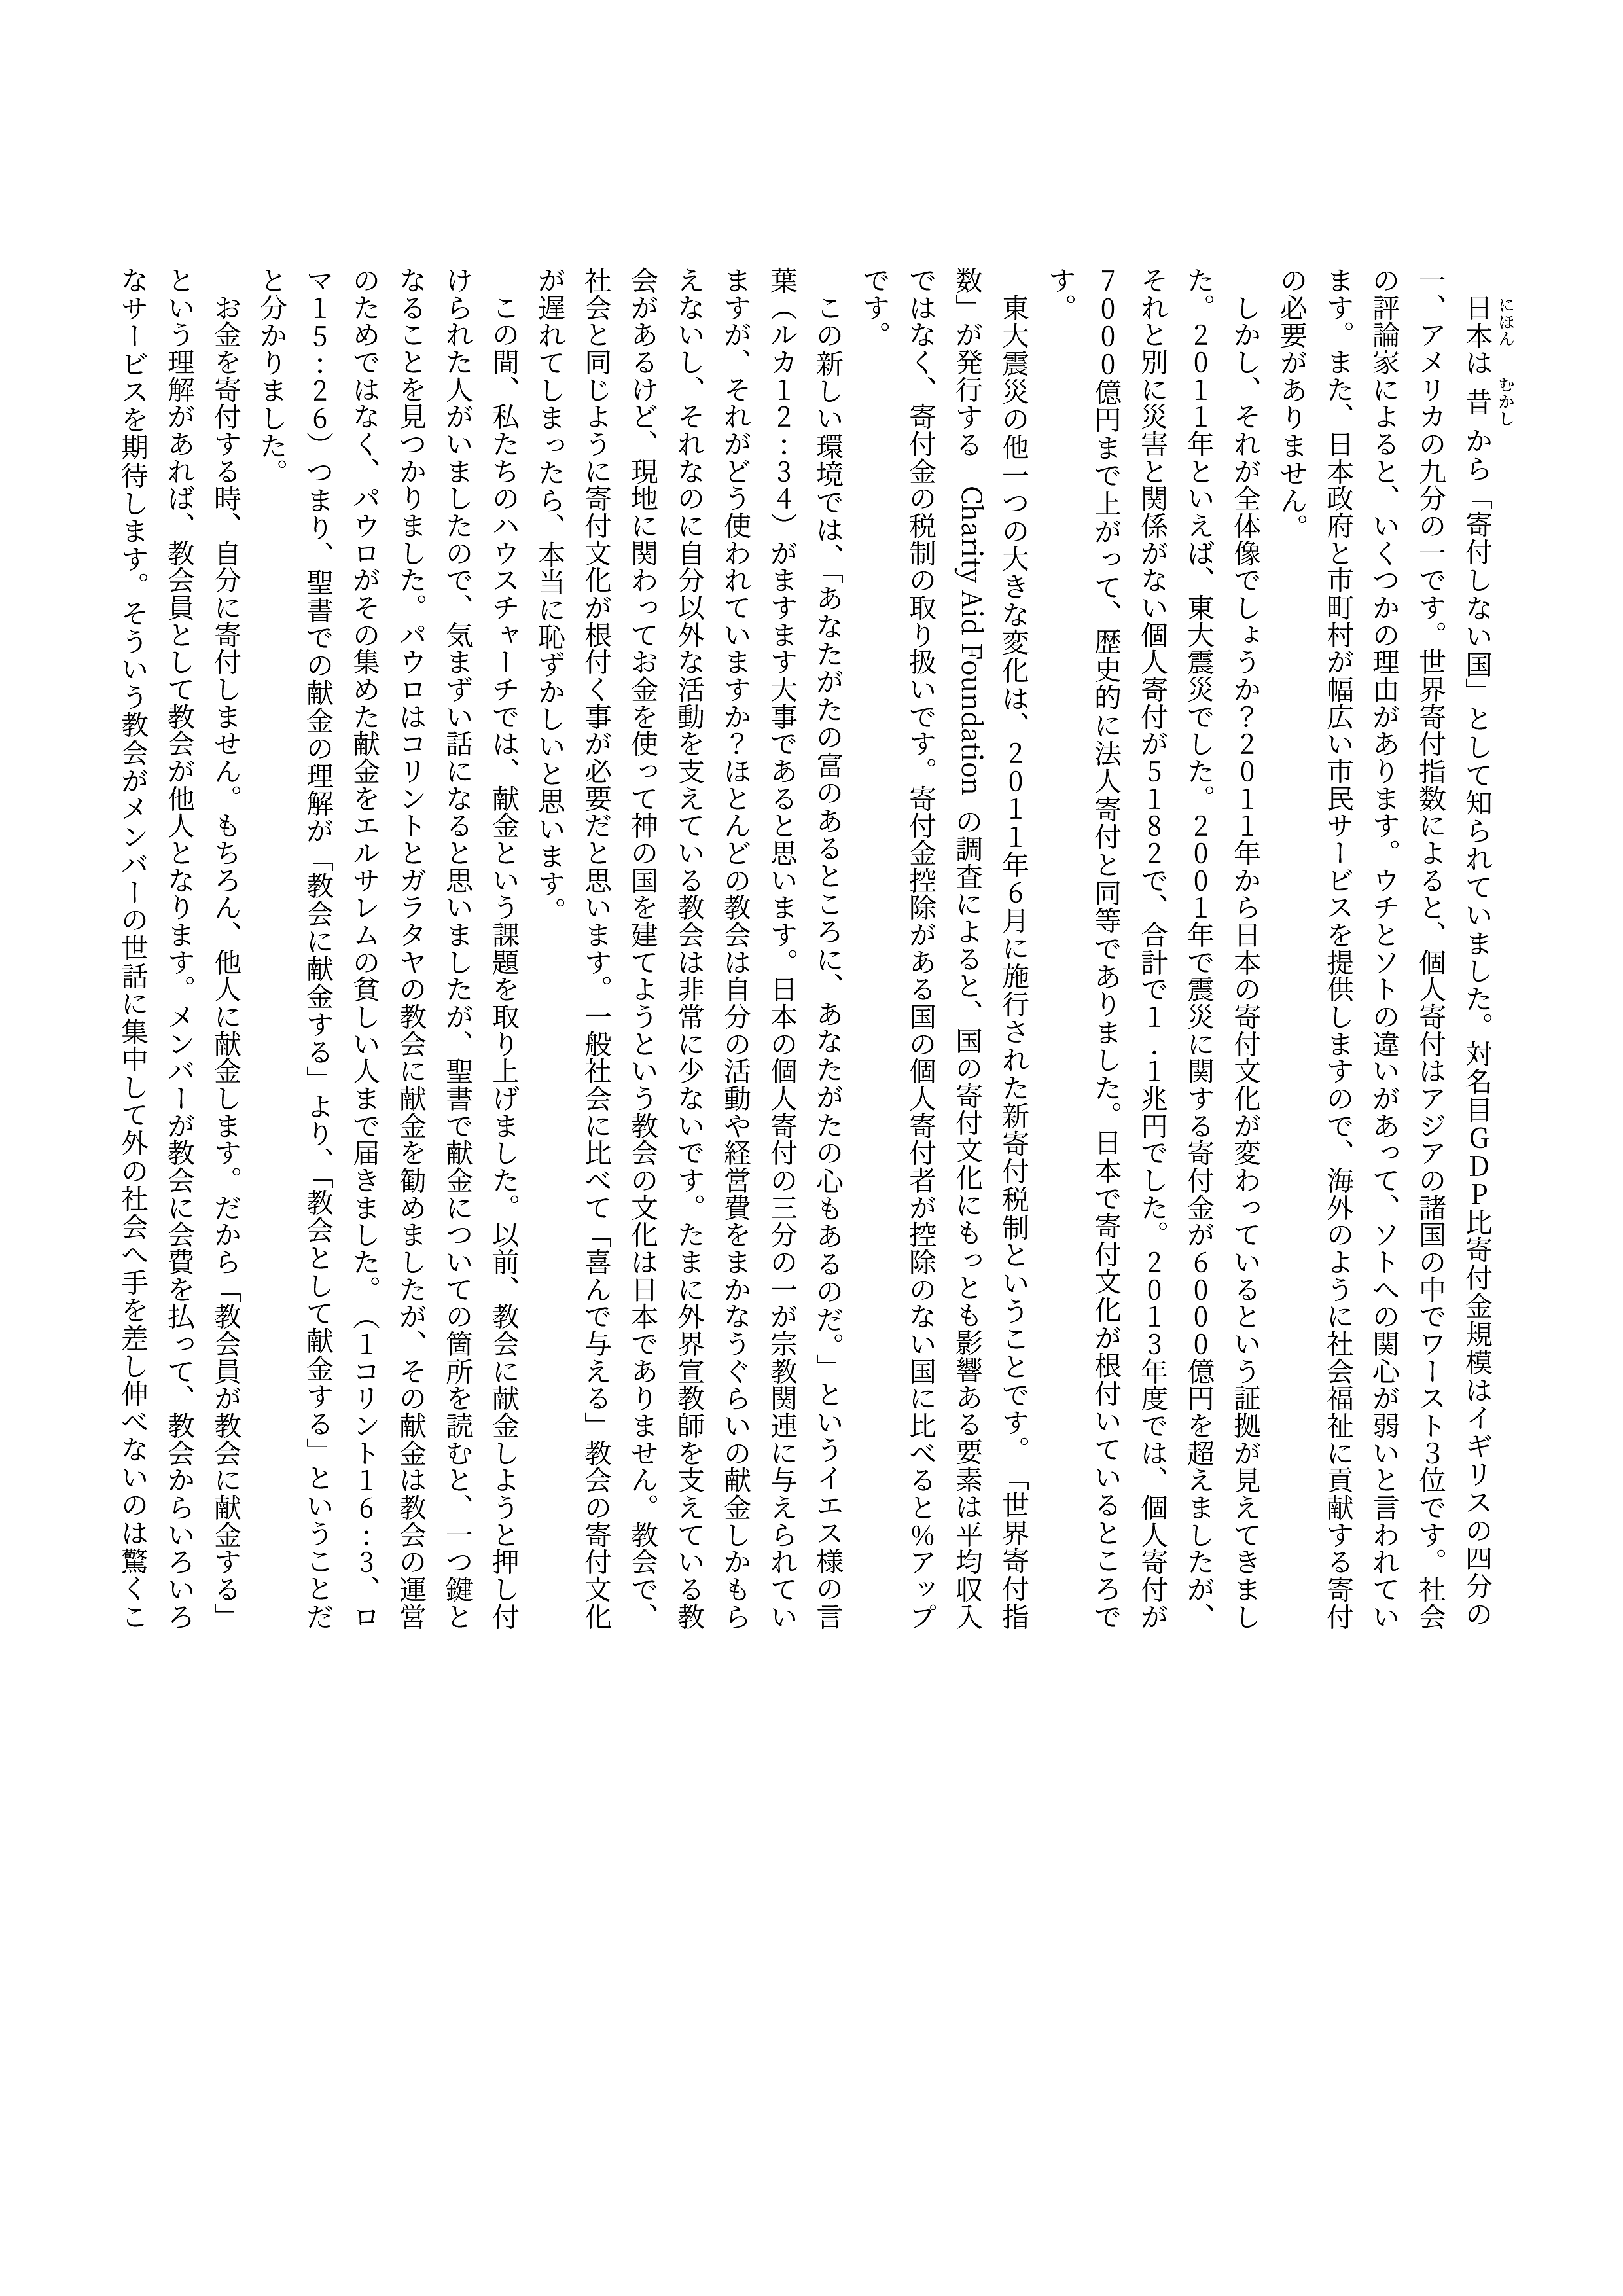 日本は昔から「寄付しない国」として知られていました。対名目GDP比寄付金規模はイギリスの四分の
一、アメリカの九分の一です。世界寄付指数によると、個人寄付はアジアの諸国の中でワースト3位です。社会
の評論家によると、いくつかの理由があります。ウチとソトの違いがあって、ソトへの関心が弱いと言われてい
ます。また、日本政府と市町村が幅広い市民サービスを提供しますので、海外のように社会福祉に貢献する寄付
の必要がありません。
しかし、それが全体像でしょうか?2011年から日本の寄付文化が変わっているという証拠が見えてきまし
た。2011年といえば、東大震災でした。2001年で震災に関する寄付金が6000億円を超えましたが、
それと別に災害と関係がない個人寄付が5182で、合計で1.i兆円でした。2013年度では、個人寄付が
7000億円まで上がって、歴史的に法人寄付と同等でありました。日本で寄付文化が根付いているところで
す。
東大震災の他一つの大きな変化は、2011年6月に施行された新寄付税制ということです。「世界寄付指
数」が発行する Charity Aid Foundation の調査によると、国の寄付文化にもっとも影響ある要素は平均収入
ではなく、寄付金の税制の取り扱いです。寄付金控除がある国の個人寄付者が控除のない国に比べると%アップ
です。
この新しい環境では、「あなたがたの富のあるところに、あなたがたの心もあるのだ。」というイエス様の言
葉（ルカ12:34）がますます大事であると思います。日本の個人寄付の三分の一が宗教関連に与えられてい
ますが、それがどう使われていますか?ほとんどの教会は自分の活動や経営費をまかなうぐらいの献金しかもら
えないし、それなのに自分以外な活動を支えている教会は非常に少ないです。たまに外界宣教師を支えている教
会があるけど、現地に関わってお金を使って神の国を建てようという教会の文化は日本でありません。教会で、
社会と同じように寄付文化が根付く事が必要だと思います。一般社会に比べて「喜んで与える」教会の寄付文化
が遅れてしまったら、本当に恥ずかしいと思います。
この間、私たちのハウスチャーチでは、献金という課題を取り上げました。以前、教会に献金しようと押し付
けられた人がいましたので、気まずい話になると思いましたが、聖書で献金についての箇所を読むと、一つ鍵と
なることを見つかりました。パウロはコリントとガラタヤの教会に献金を勧めましたが、その献金は教会の運営
のためではなく、パウロがその集めた献金をエルサレムの貧しい人まで届きました。（1コリント16:3、ロ
マ15:26）つまり、聖書での献金の理解が「教会に献金する」より、「教会として献金する」ということだ
と分かりました。
お金を寄付する時、自分に寄付しません。もちろん、他人に献金します。だから「教会員が教会に献金する」
という理解があれば、教会員として教会が他人となります。メンバーが教会に会費を払って、教会からいろいろ
なサービスを期待します。そういう教会がメンバーの世話に集中して外の社会へ手を差し伸べないのは驚くこ